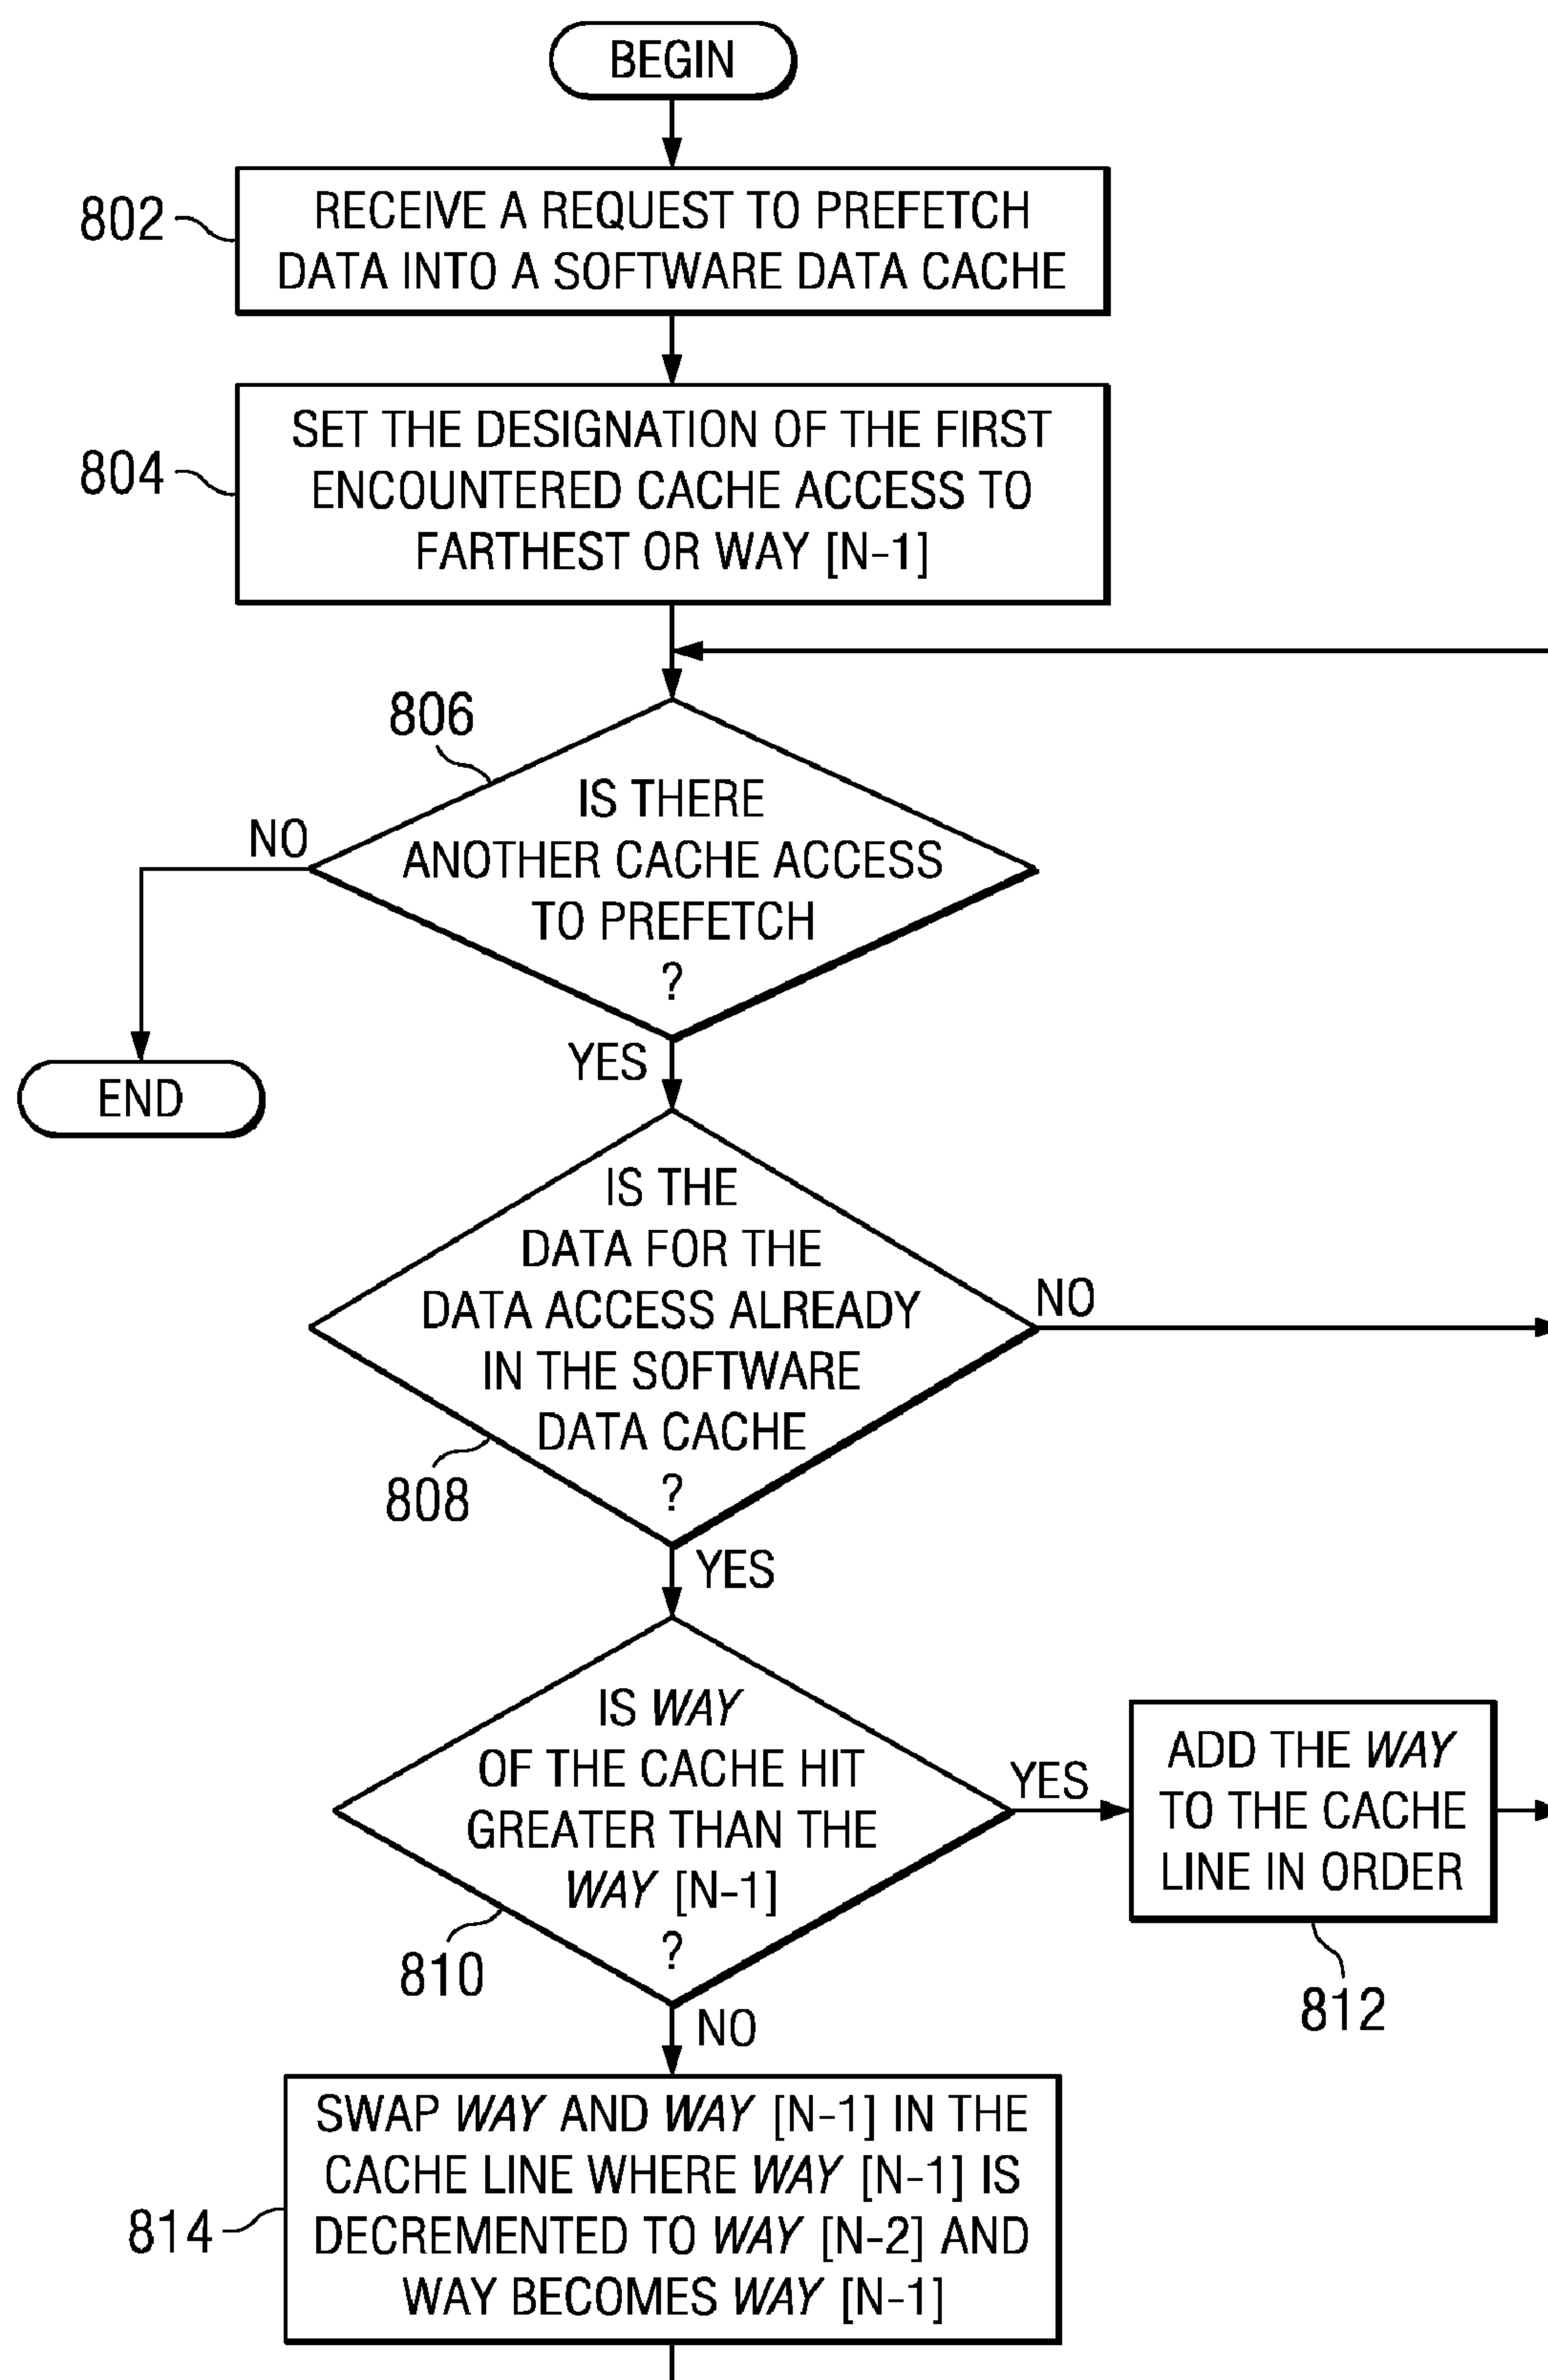 BEGIN
802
RECEIVE A REQUEST TO PREFETCH
DATA INTO A SOFTWARE DATA CACHE
804
SET THE DESIGNATION OF THE FIRST
ENCOUNTERED CACHE ACCESS TO
FARTHEST OR WAY [N-1]
806
IS THERE
ANOTHER CACHE ACCESS
TO PREFETCH
?
NO
END
YES
IS THE
DATA FOR THE
DATA ACCESS ALREADY
IN THE SOFTWARE
DATA CACHE
?
808
NO
YES
IS WAY
OF THE CACHE HIT
GREATER THAN THE
WAY [N-1]
?
810
YES
ADD THE WAY
TO THE CACHE
LINE IN ORDER
812
NO
SWAP WAY AND WAY [N-1] IN THE
CACHE LINE WHERE WAY [N-1] IS
DECREMENTED TO WAY [N-2] AND
WAY BECOMES WAY [N-1]
814